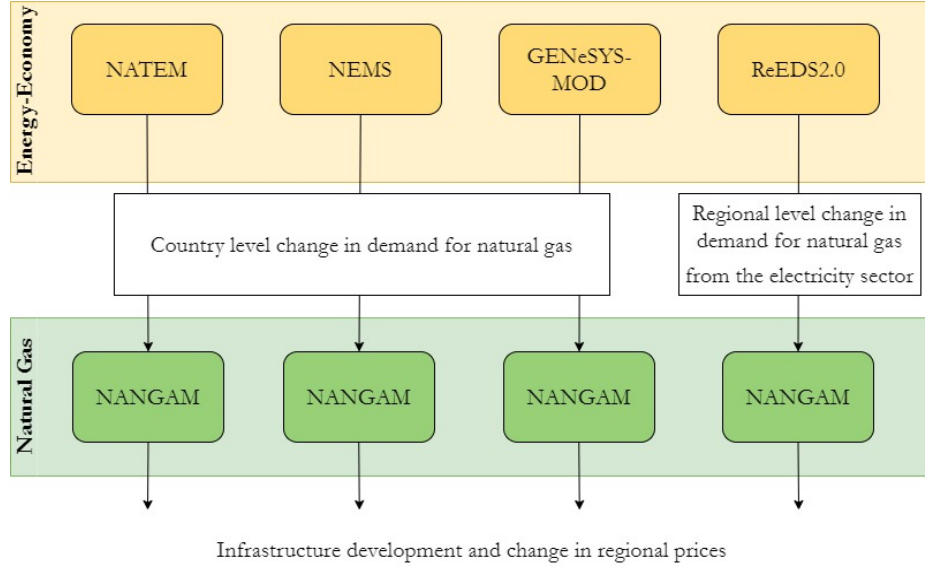 Energy-Economy
NATEM
NEMS
GENeSYS-
MOD
ReEDS2.0
Country level change in demand for natural gas
Regional level change in
demand for natural gas
from the electricity sector
Natural Gas
NANGAM
NANGAM
NANGAM
NANGAM
Infrastructure development and change in regional prices